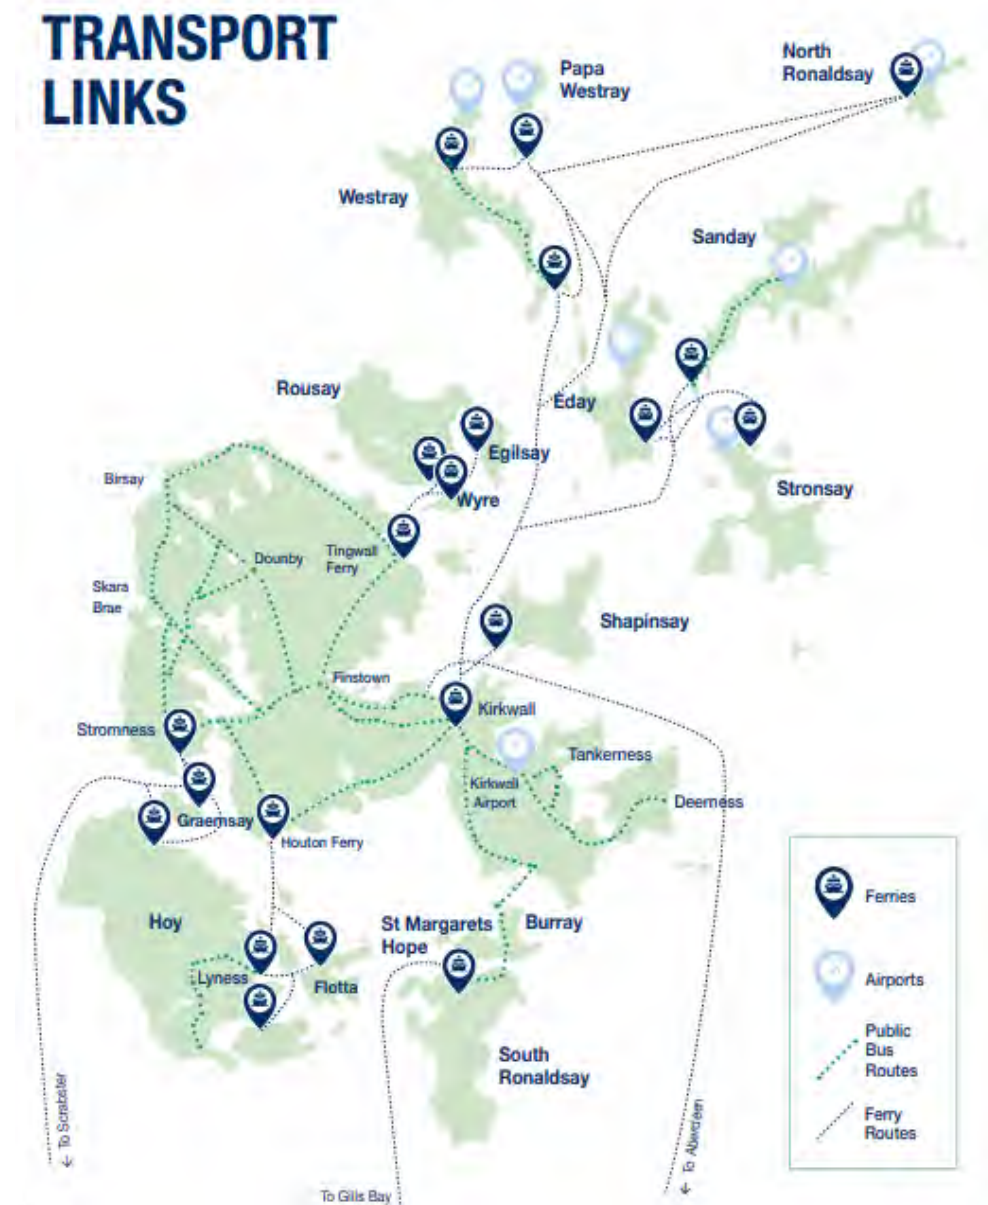 TRANSPORT
LINKS
Papa
Westray
North
Ronaldsay
Westray
Sanday
Rousay
Eday
Egilsay
Wyre
Stronsay
Birsay
Dounby
Tingwall
Ferry
Skara
Brae
Shapinsay
Finstown
Kirkwall
Stromness
Tankerness
Kirkwall
Airport
Deerness
Graemsay
Houton Ferry
Hoy
St Margarets
Hope
Burray
Lyness
Flotta
South
Ronaldsay
← To Scrabster
To Gills Bay
← To Aberdeen
Ferries
Airports
Public
Bus
Routes
Ferry
Routes